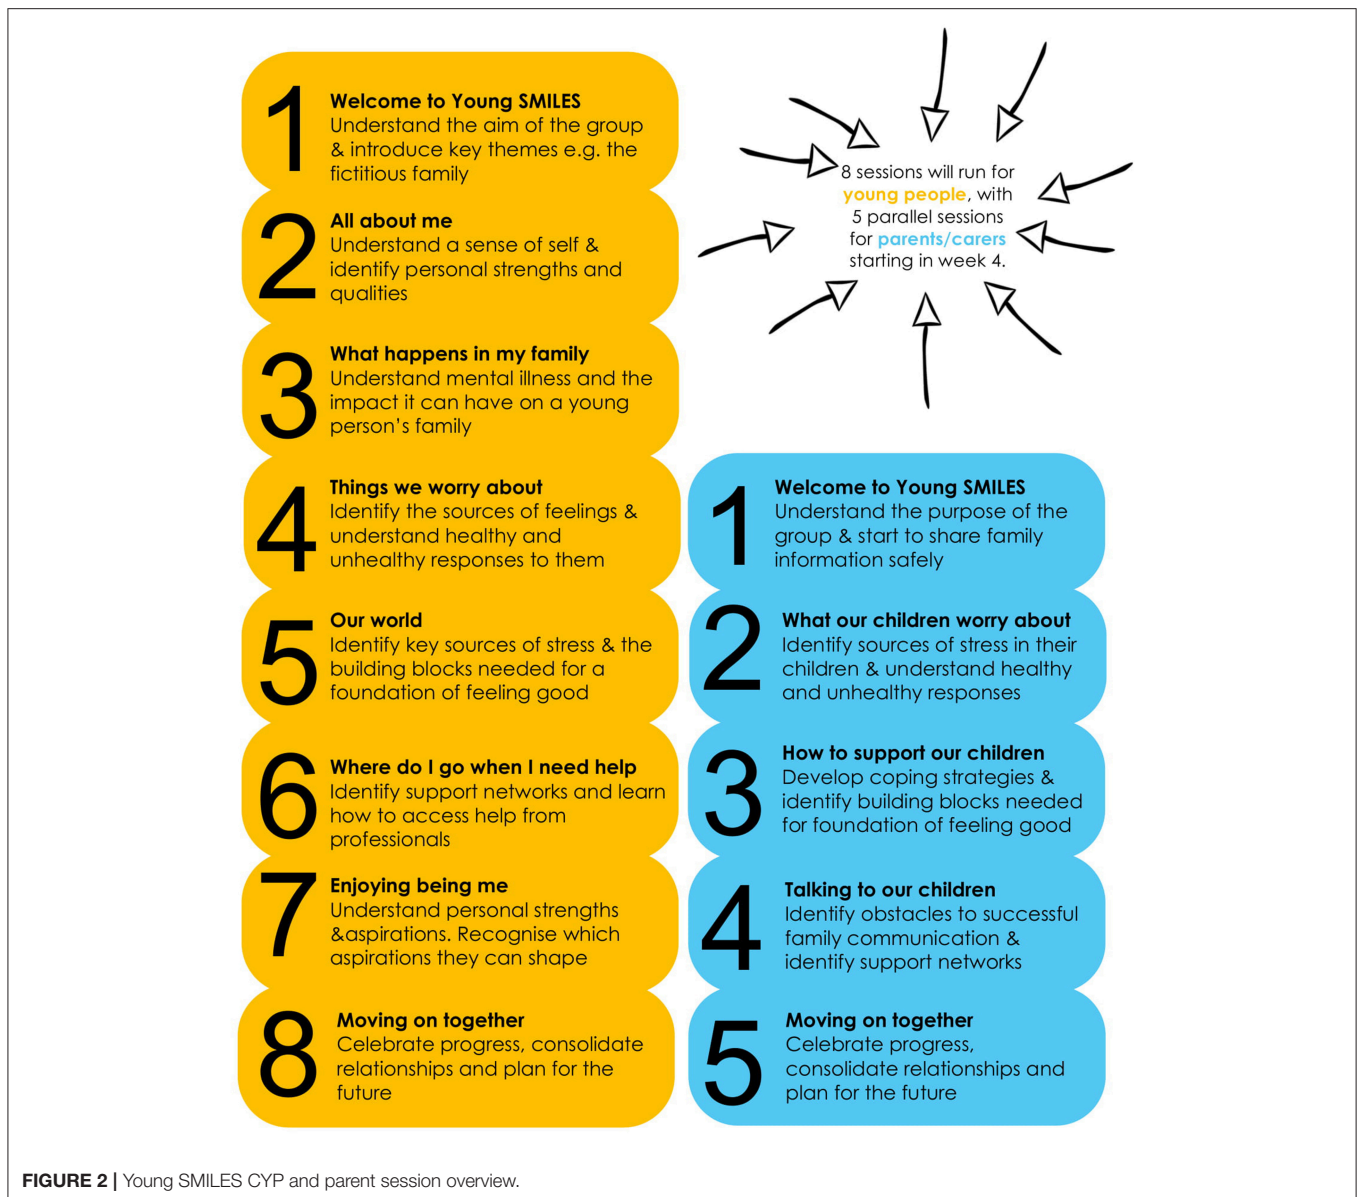 1
Welcome to Young SMILES
Understand the aim of the group
& introduce key themes e.g. the
fictitious family
2
All about me
Understand a sense of self &
identify personal strengths and
qualities
3
What happens in my family
Understand mental illness and the
impact it can have on a young
person's family
4
Things we worry about
Identify the sources of feelings &
understand healthy and
unhealthy responses to them
5
Our world
Identify key sources of stress & the
building blocks needed for a
foundation of feeling good
6
Where do I go when I need help
Identify support networks and learn
how to access help from
professionals
7
Enjoying being me
Understand personal strengths
&aspirations. Recognise which
aspirations they can shape
8
Moving on together
Celebrate progress, consolidate
relationships and plan for the
future
8 sessions will run for
young people, with
5 parallel sessions
for parents/carers
starting in week 4.
1
Welcome to Young SMILES
Understand the purpose of the
group & start to share family
information safely
2
What our children worry about
Identify sources of stress in their
children & understand healthy
and unhealthy responses
3
How to support our children
Develop coping strategies &
identify building blocks needed
for foundation of feeling good
4
Talking to our children
Identify obstacles to successful
family communication &
identify support networks
5
Moving on together
Celebrate progress,
consolidate relationships and
plan for the future
FIGURE 2 | Young SMILES CYP and parent session overview.